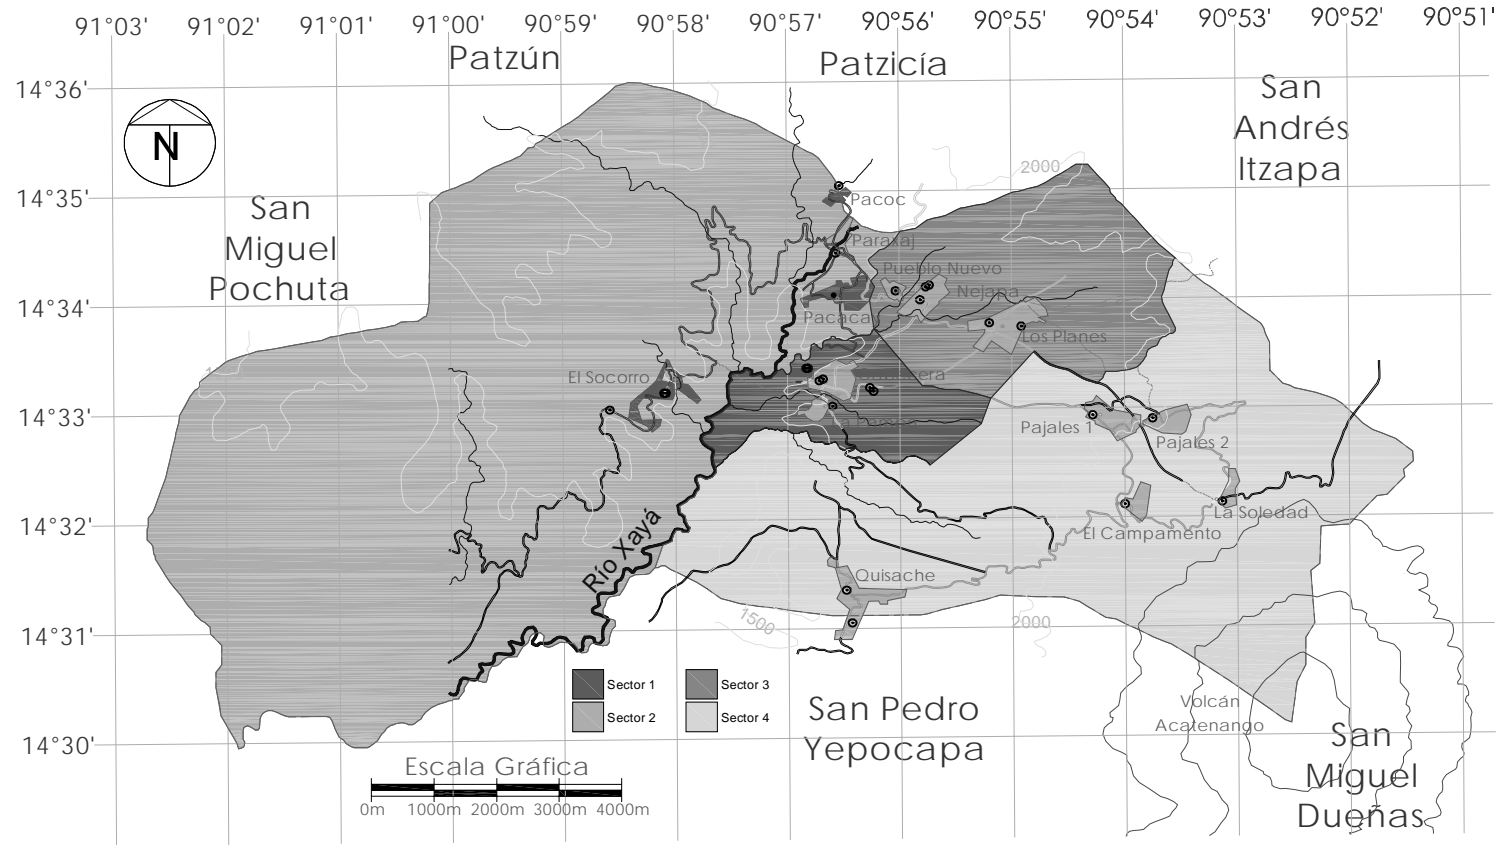 91°03' 91°02' 91°01' 91°00' 90°59' 90°58' 90°57' 90°56' 90°55' 90°54' 90°53' 90°52' 90°51'
Patzún
Patzicía
14°36'
San
Andrés
Itzapa
N
2000
14°35'
Pacoc
San
Miguel
Pochuta
Paraxaj
Pueblo Nuevo
Nejapa
14°34'
Pacacay
Los Planes
El Socorro
14°33'
Pajales 1
Pajales 2
La Soledad
14°32'
El Campamento
Río Xayá
Quisache
1500
2000
14°31'
Sector 1
Sector 3
Sector 2
Sector 4
San Pedro
Yepocapa
Volcán
Acatenango
14°30'
San
Miguel
Dueñas
Escala Gráfica
0m 1000m 2000m 3000m 4000m